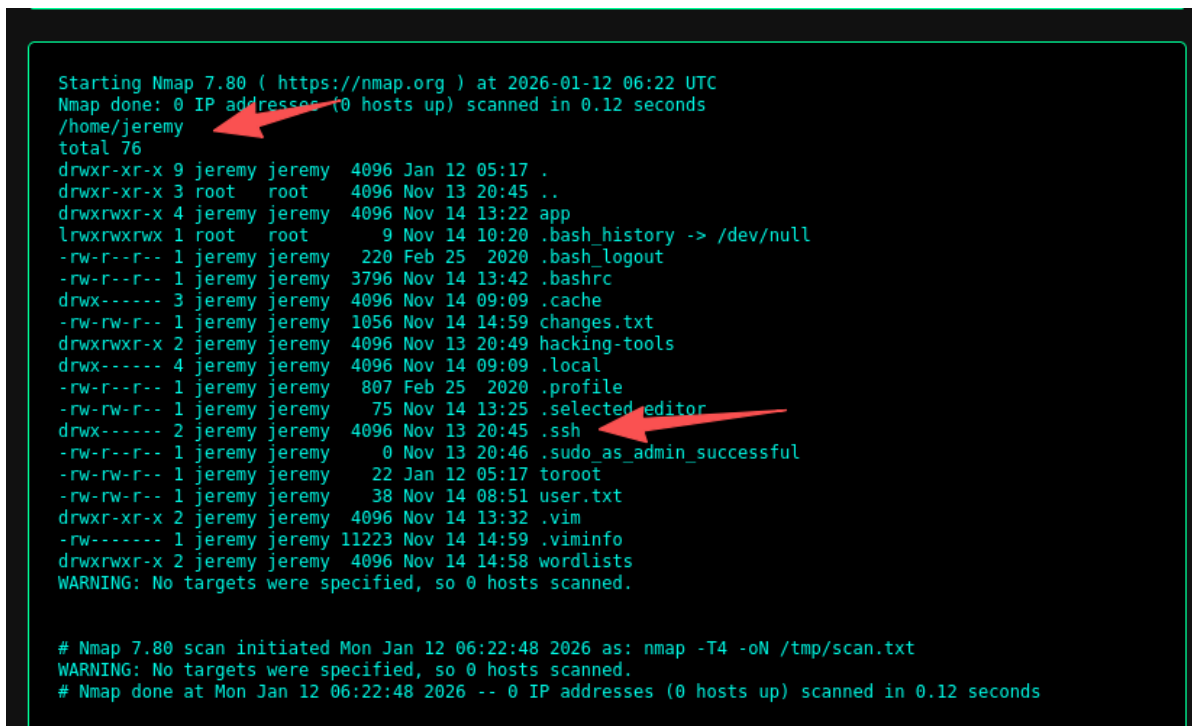 Starting Nmap 7.80 ( https://nmap.org ) at 2026-01-12 06:22 UTC
Nmap done: 0 IP addresses (0 hosts up) scanned in 0.12 seconds
/home/jeremy
total 76
drwxr-xr-x 9 jeremy jeremy  4096 Jan 12 05:17 .
drwxr-xr-x 3 root   root    4096 Nov 13 20:45 ..
drwxrwxr-x 4 jeremy jeremy  4096 Nov 14 13:22 app
lrwxrwxrwx 1 root   root       9 Nov 14 10:20 .bash_history -> /dev/null
-rw-r--r-- 1 jeremy jeremy   220 Feb 25  2020 .bash_logout
-rw-r--r-- 1 jeremy jeremy  3796 Nov 14 13:42 .bashrc
drwx------ 3 jeremy jeremy  4096 Nov 14 09:09 .cache
-rw-rw-r-- 1 jeremy jeremy  1056 Nov 14 14:59 changes.txt
drwxrwxr-x 2 jeremy jeremy  4096 Nov 13 20:49 hacking-tools
drwx------ 4 jeremy jeremy  4096 Nov 14 09:09 .local
-rw-r--r-- 1 jeremy jeremy   807 Feb 25  2020 .profile
-rw-rw-r-- 1 jeremy jeremy    75 Nov 14 13:25 .selected_editor
drwx------ 2 jeremy jeremy  4096 Nov 13 20:45 .ssh
-rw-r--r-- 1 jeremy jeremy     0 Nov 13 20:46 .sudo_as_admin_successful
-rw-rw-r-- 1 jeremy jeremy    22 Jan 12 05:17 toroot
-rw-rw-r-- 1 jeremy jeremy    38 Nov 14 08:51 user.txt
drwxr-xr-x 2 jeremy jeremy  4096 Nov 14 13:32 .vim
-rw------- 1 jeremy jeremy 11223 Nov 14 14:59 .viminfo
drwxrwxr-x 2 jeremy jeremy  4096 Nov 14 14:58 wordlists
WARNING: No targets were specified, so 0 hosts scanned.
# Nmap 7.80 scan initiated Mon Jan 12 06:22:48 2026 as: nmap -T4 -oN /tmp/scan.txt
WARNING: No targets were specified, so 0 hosts scanned.
# Nmap done at Mon Jan 12 06:22:48 2026 -- 0 IP addresses (0 hosts up) scanned in 0.12 seconds